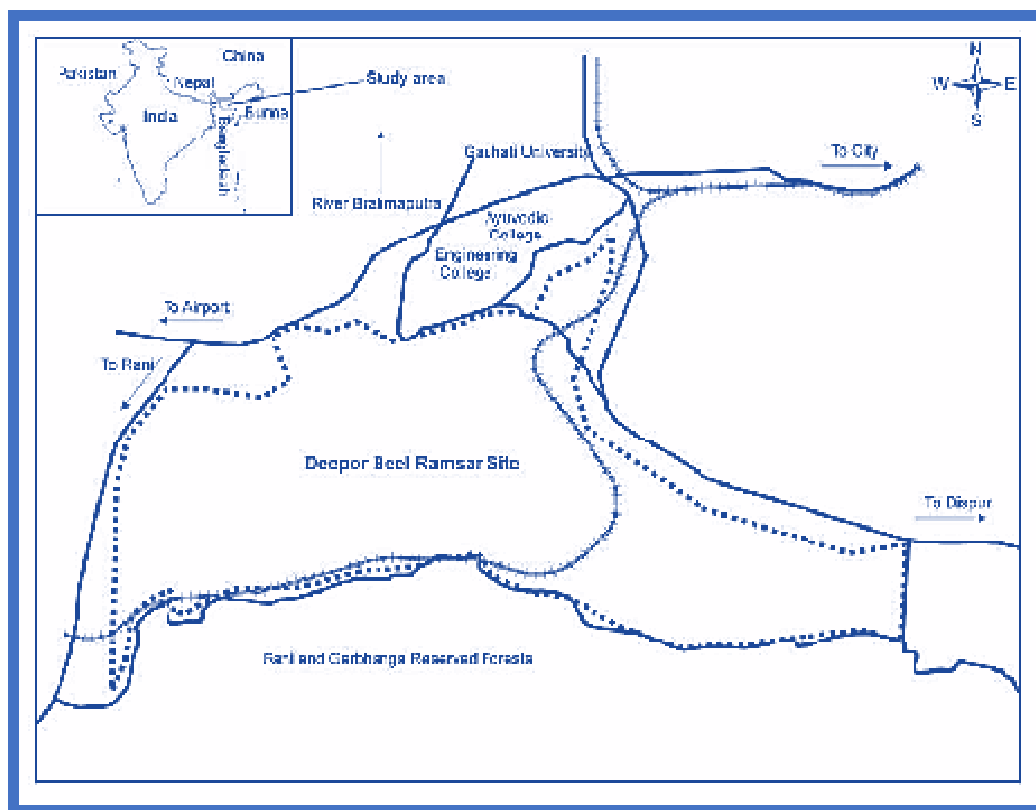 China
Pakistan
Nepal
India
Burma
Bangladesh
Study area
N
W
E
S
To City
Gauhati University
River Brahmaputra
Ayuvedic
College
Engineering
College
To Airport
To Rani
Deepor Beel Ramsar Site
To Dispur
Rani and Garbhanga Reserved Forests